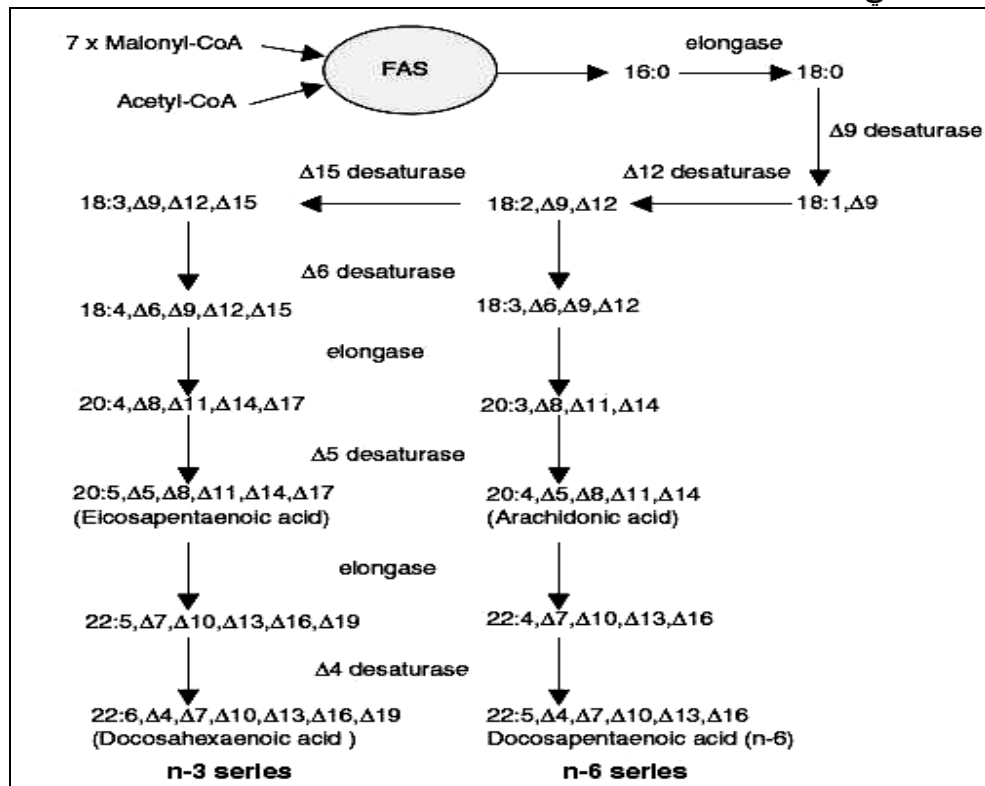 7 x Malonyl-CoA
Acetyl-CoA
FAS
16:0
elongase
18:0
Δ9 desaturase
Δ15 desaturase
Δ12 desaturase
18:3,Δ9,Δ12,Δ15
18:2,Δ9,Δ12
18:1,Δ9
Δ6 desaturase
18:4,Δ6,Δ9,Δ12,Δ15
18:3,Δ6,Δ9,Δ12
elongase
20:4,Δ8,Δ11,Δ14,Δ17
20:3,Δ8,Δ11,Δ14
Δ5 desaturase
20:5,Δ5,Δ8,Δ11,Δ14,Δ17
(Eicosapentaenoic acid)
20:4,Δ5,Δ8,Δ11,Δ14
(Arachidonic acid)
elongase
22:5,Δ7,Δ10,Δ13,Δ16,Δ19
22:4,Δ7,Δ10,Δ13,Δ16
Δ4 desaturase
22:6,Δ4,Δ7,Δ10,Δ13,Δ16,Δ19
(Docosahexaenoic acid )
22:5,Δ4,Δ7,Δ10,Δ13,Δ16
Docosapentaenoic acid (n-6)
n-3 series
n-6 series